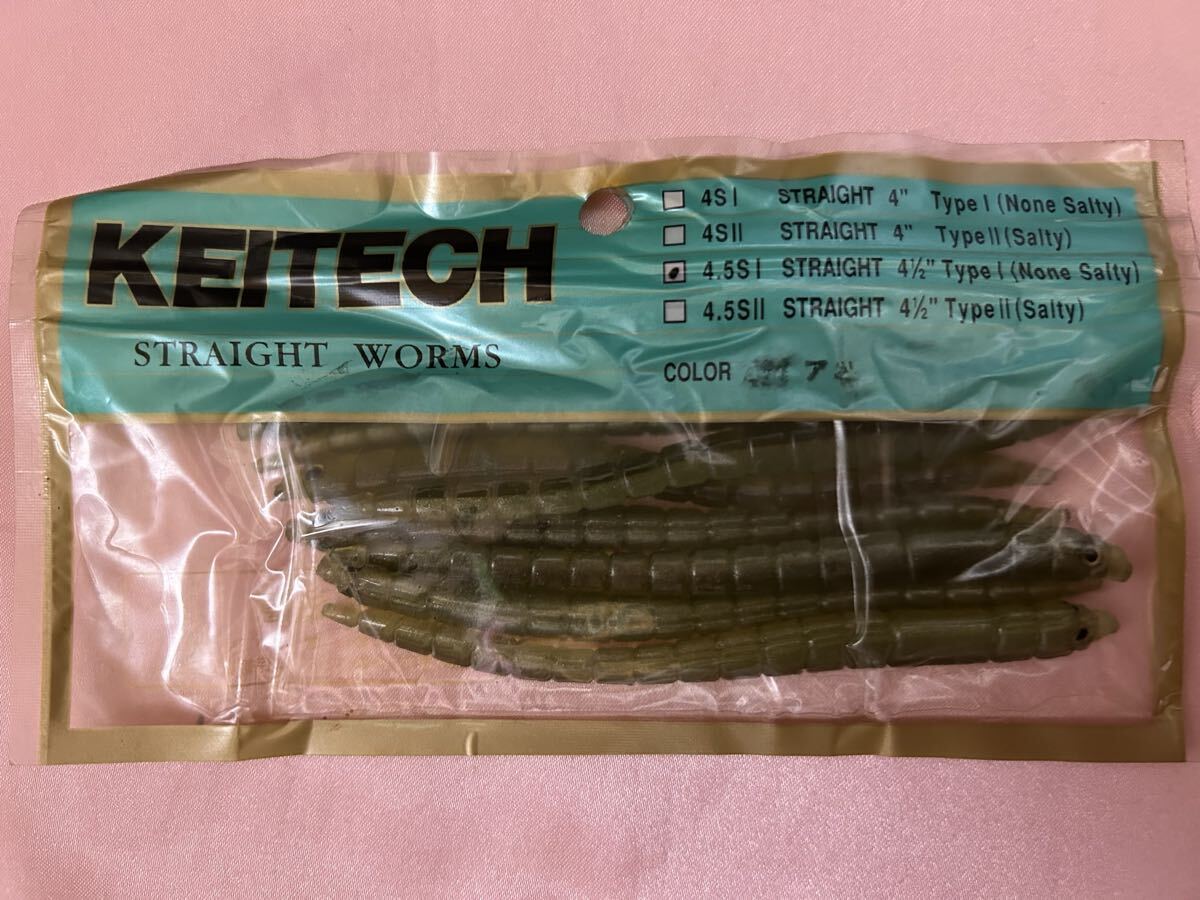 KEITECH
STRAIGHT WORMS
4S I STRAIGHT 4" Type I (None Salty)
4S II STRAIGHT 4" Type II (Salty)
4.5S I STRAIGHT 4½" Type I (None Salty)
4.5S II STRAIGHT 4½" Type II (Salty)
COLOR